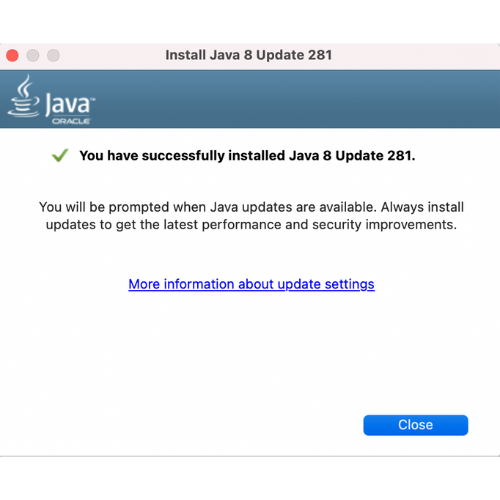 Install Java 8 Update 281
Java™
ORACLE
You have successfully installed Java 8 Update 281.
You will be prompted when Java updates are available. Always install
updates to get the latest performance and security improvements.
More information about update settings
Close